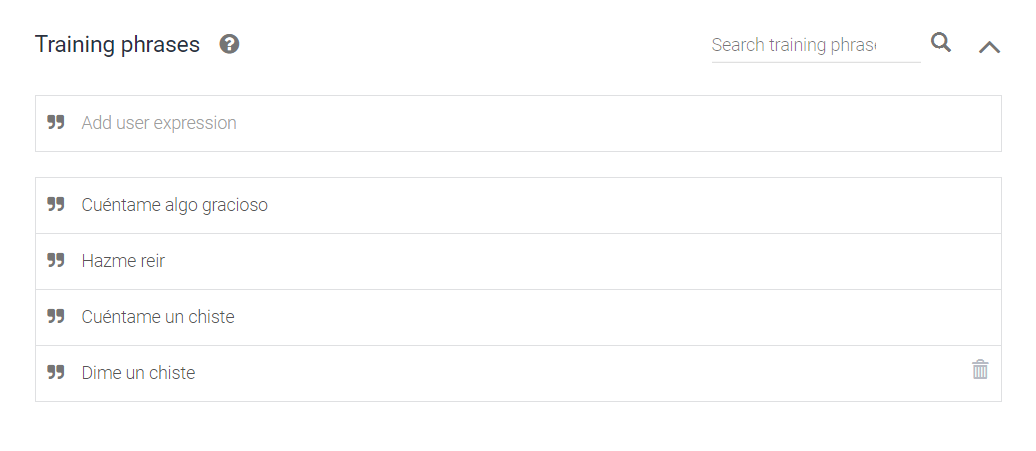 Training phrases
Search training phras
Add user expression
Cuéntame algo gracioso
Hazme reir
Cuéntame un chiste
Dime un chiste